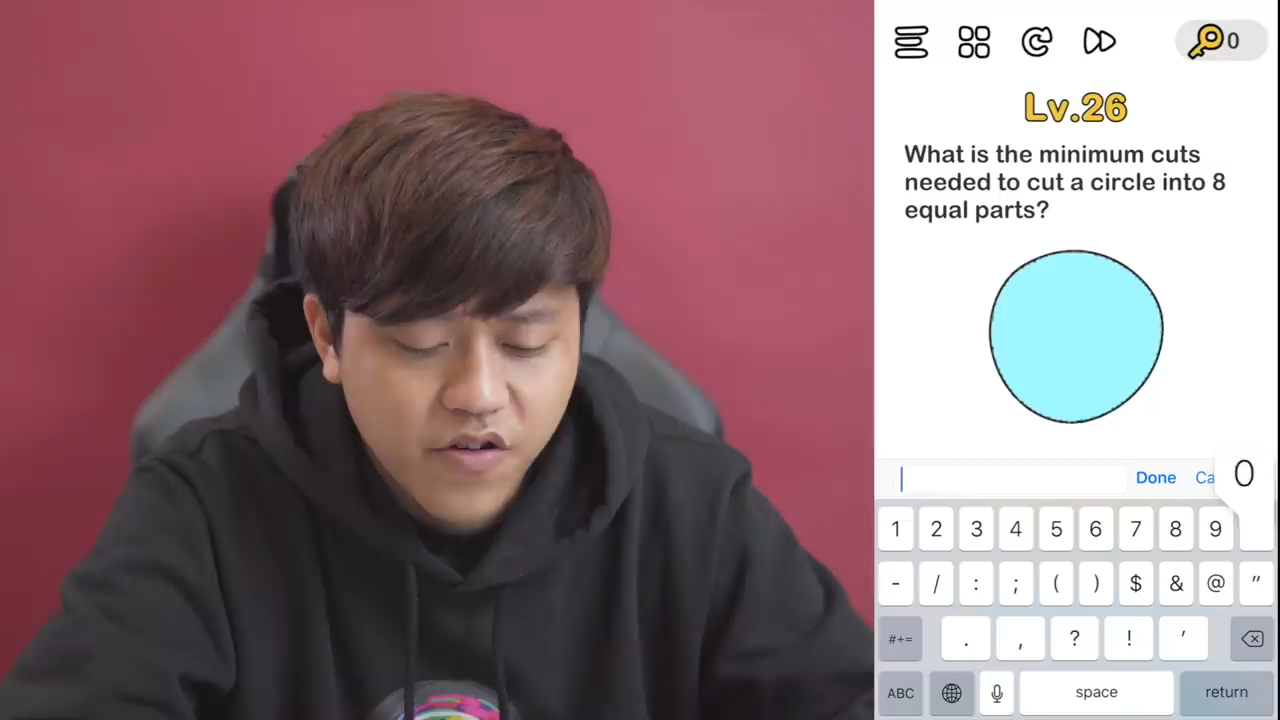 0
Lv.26
What is the minimum cuts
needed to cut a circle into 8
equal parts?
Done Ca
0
1 2 3 4 5 6 7 8 9
- / : ; ( ) $ & @ "
#+= . , ? ! '
ABC space return